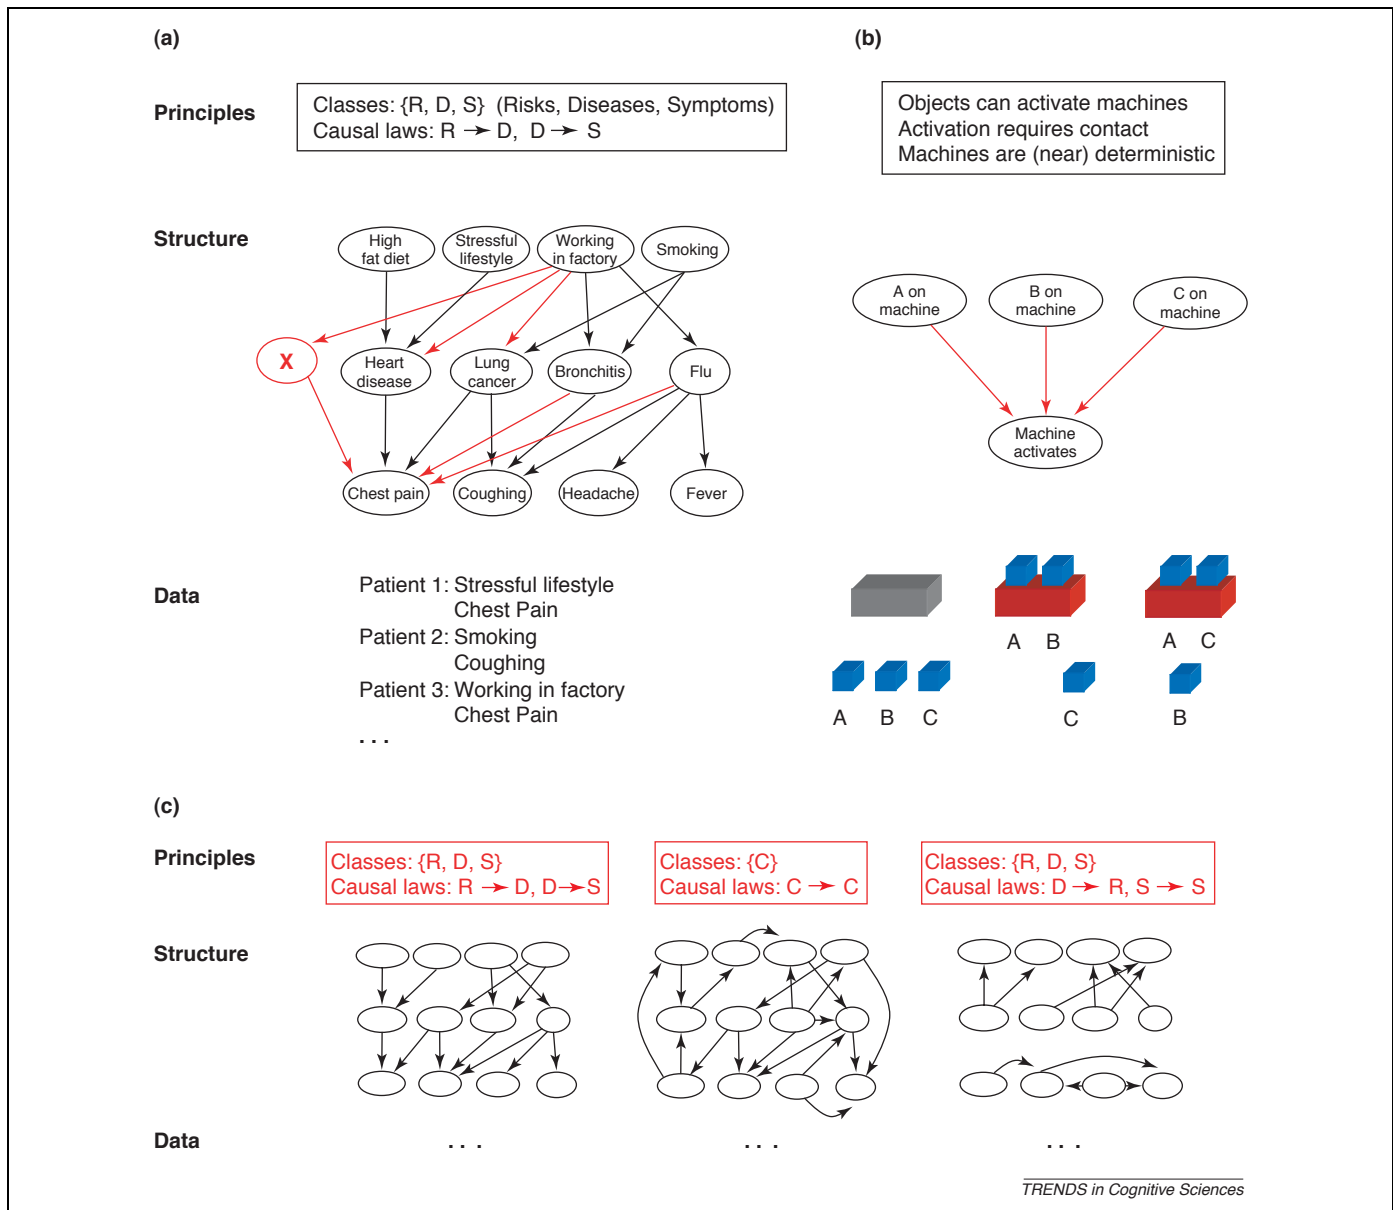 (a)
Principles
Classes: {R, D, S} (Risks, Diseases, Symptoms)
Causal laws: R → D, D → S
Structure
High
fat diet
Stressful
lifestyle
Working
in factory
Smoking
X
Heart
disease
Lung
cancer
Bronchitis
Flu
Chest pain
Coughing
Headache
Fever
Data
Patient 1: Stressful lifestyle
Chest Pain
Patient 2: Smoking
Coughing
Patient 3: Working in factory
Chest Pain
. . .
(b)
Objects can activate machines
Activation requires contact
Machines are (near) deterministic
A on
machine
B on
machine
C on
machine
Machine
activates
A B
A C
A B C
C
B
(c)
Principles
Classes: {R, D, S}
Causal laws: R → D, D → S
Classes: {C}
Causal laws: C → C
Classes: {R, D, S}
Causal laws: D → R, S → S
Structure
Data
. . .
. . .
. . .
TRENDS in Cognitive Sciences